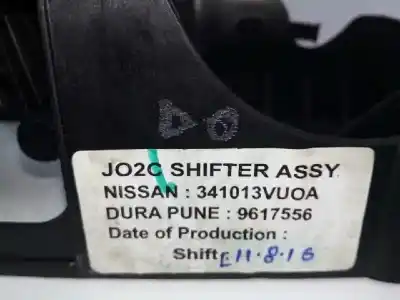 JO2C SHIFTER ASSY
NISSAN : 341013VUOA
DURA PUNE : 9617556
Date of Production :
Shift 11.8.16